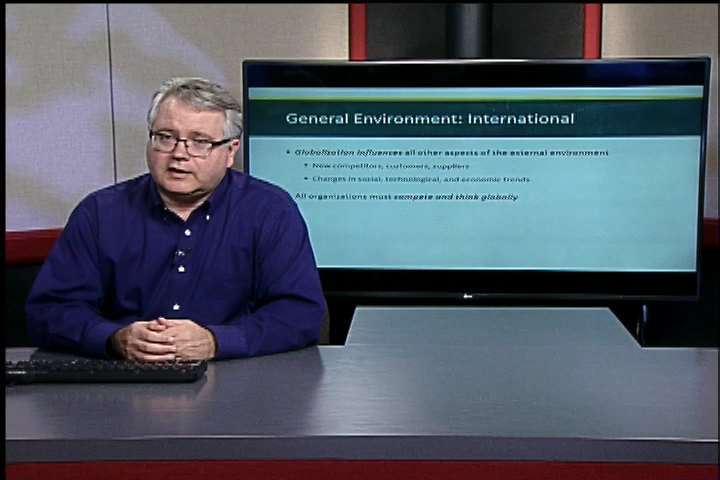 General Environment: International
• Globalization influences all other aspects of the external environment
• New competitors, customers, suppliers
• Changes in social, technological, and economic trends
All organizations must compete and think globally